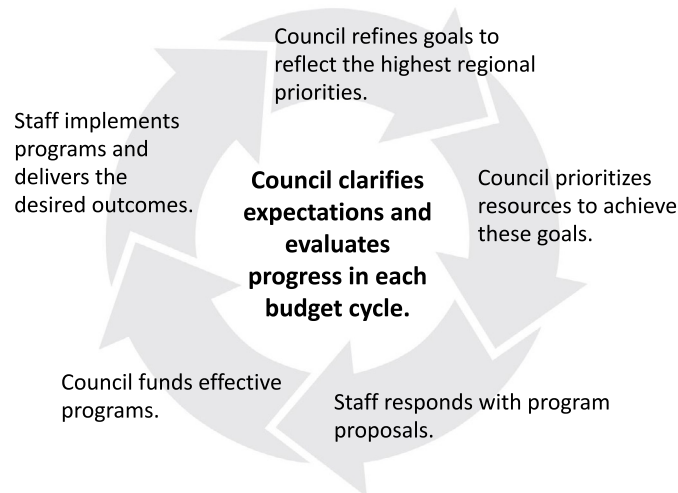 Council refines goals to
reflect the highest regional
priorities.
Council prioritizes
resources to achieve
these goals.
Staff responds with program
proposals.
Council funds effective
programs.
Staff implements
programs and
delivers the
desired outcomes.
Council clarifies
expectations and
evaluates
progress in each
budget cycle.